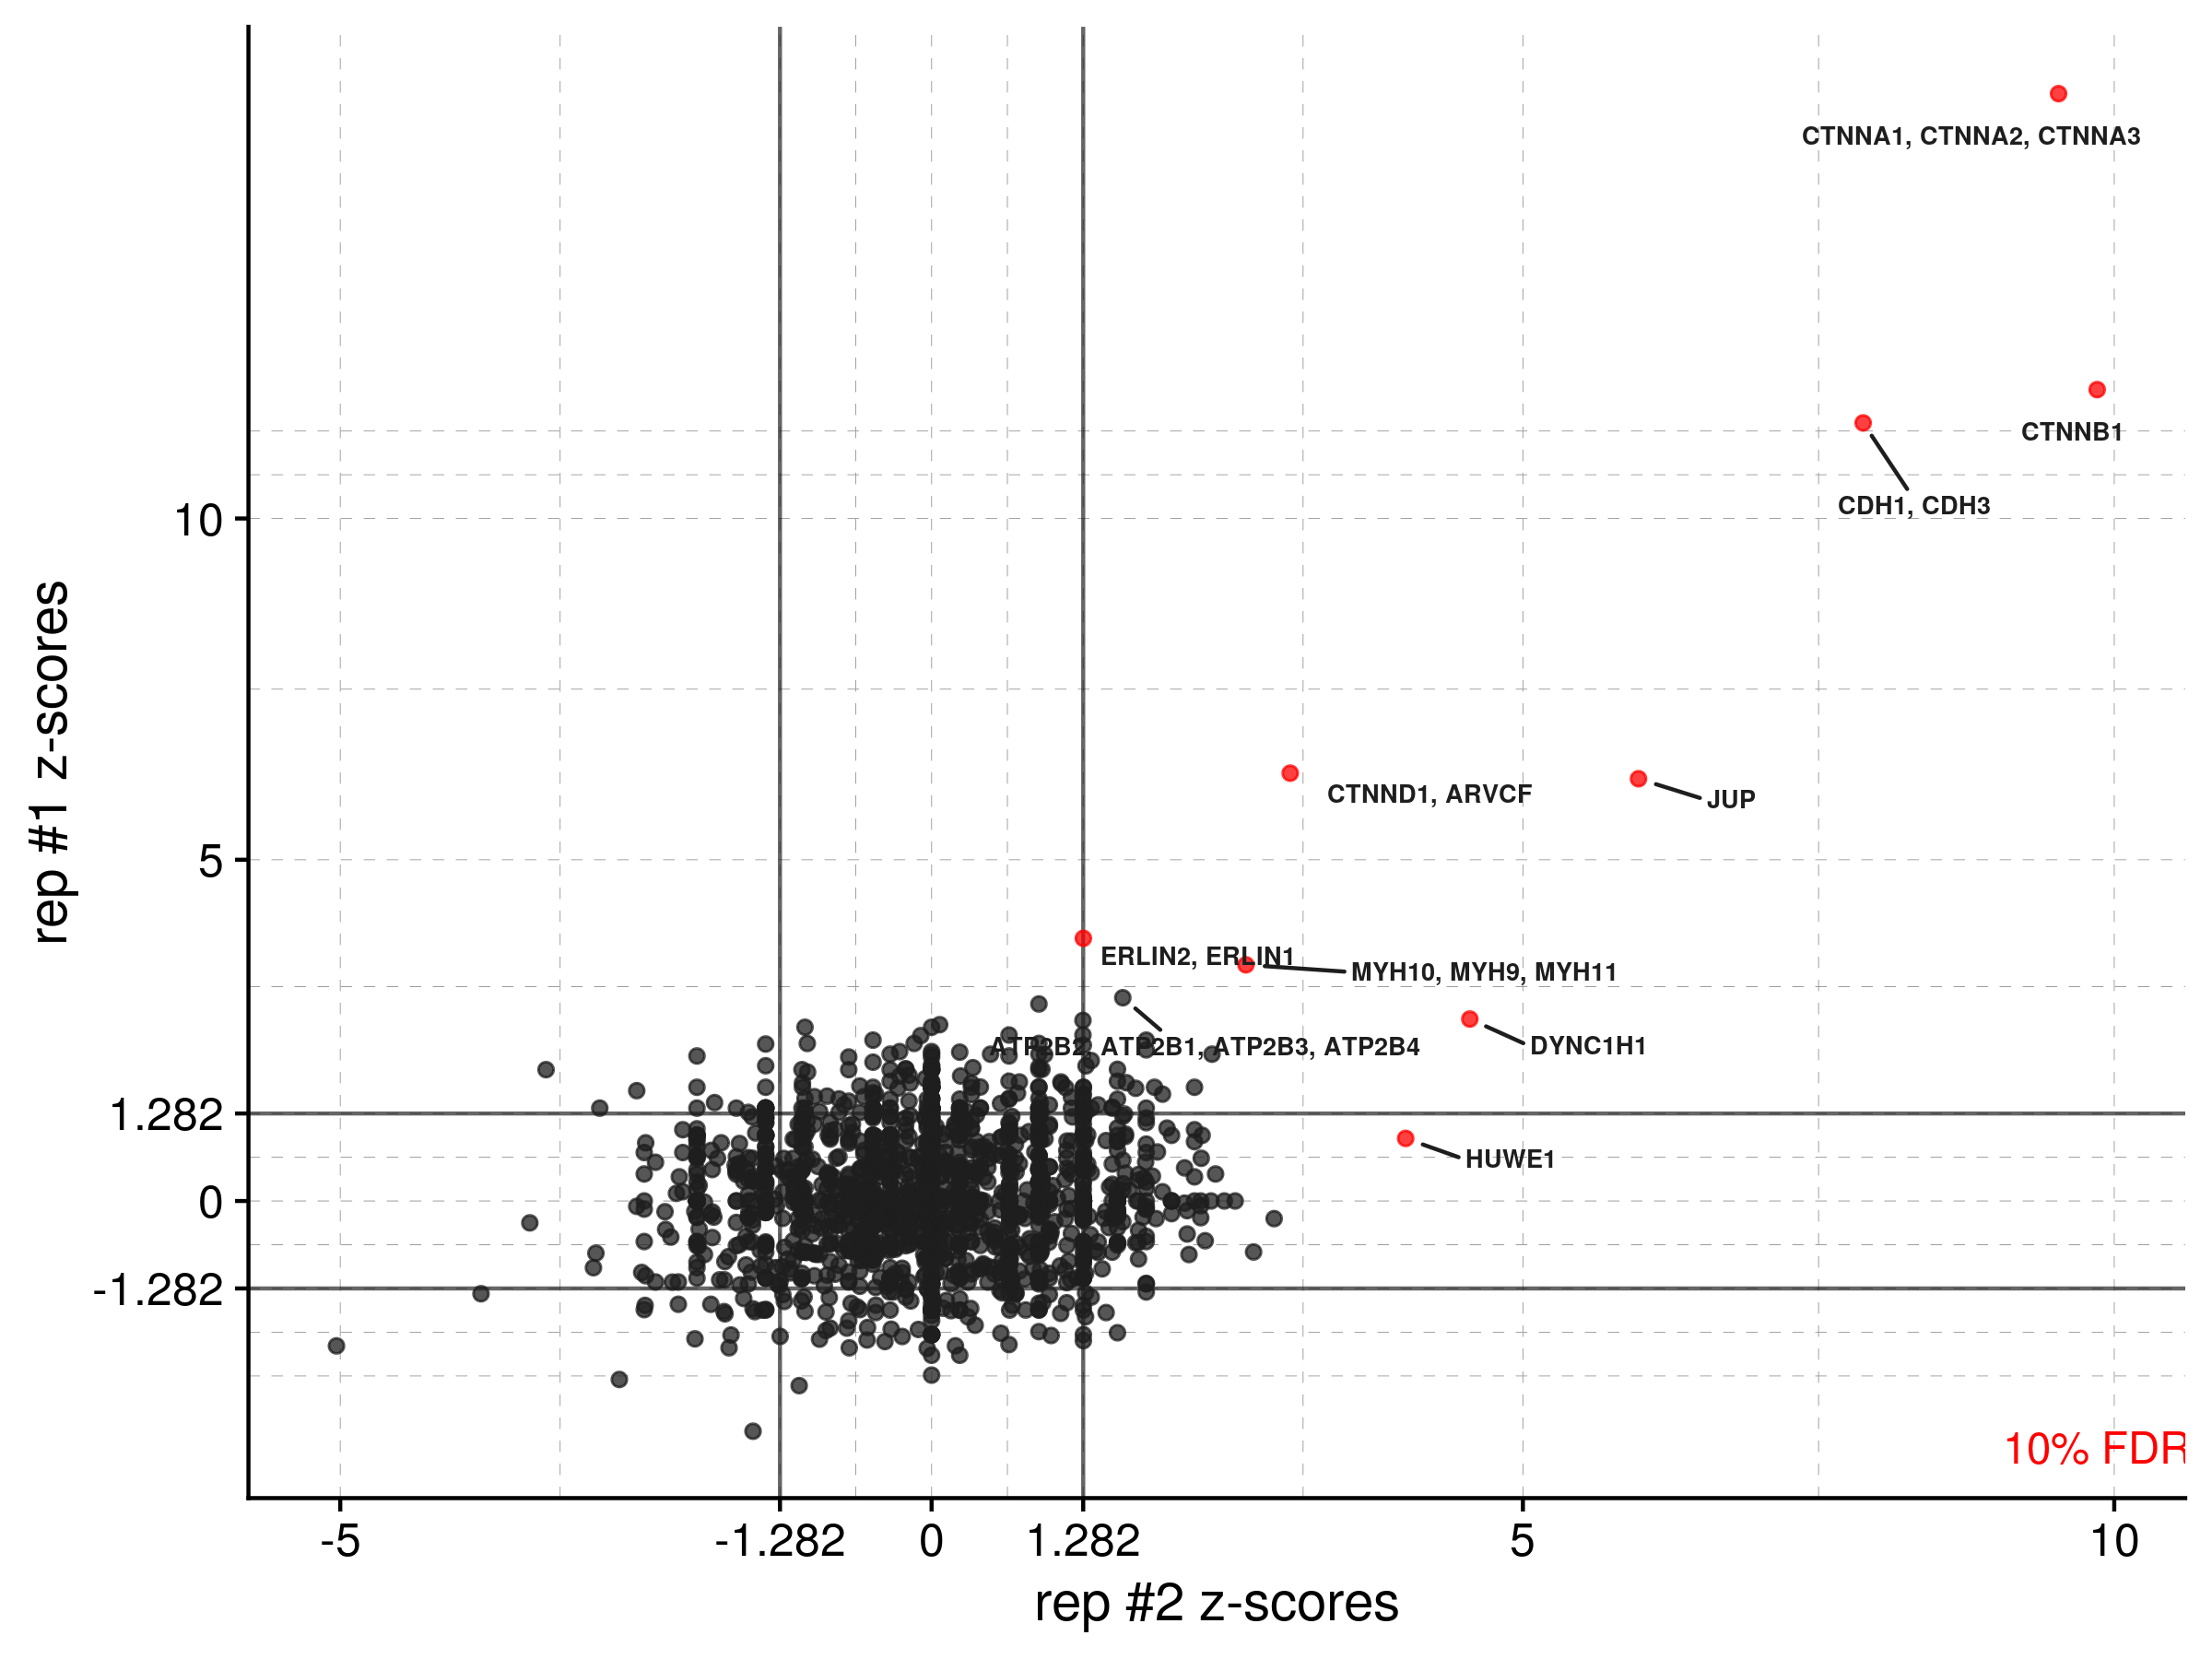 CTNNA1, CTNNA2, CTNNA3
CTNNB1
CDH1, CDH3
10
CTNND1, ARVCF
JUP
rep #1 z-scores
5
ERLIN2, ERLIN1
MYH10, MYH9, MYH11
DYNC1H1
ATP2B2, ATP2B1, ATP2B3, ATP2B4
1.282
HUWE1
0
-1.282
10% FDR
-5
-1.282
0
1.282
5
10
rep #2 z-scores